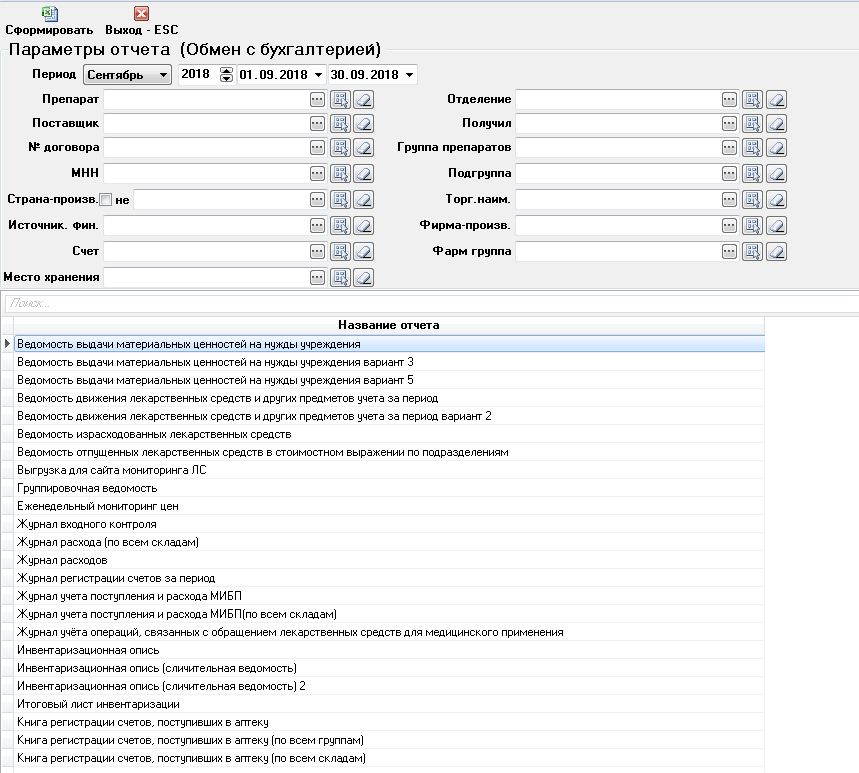 Сформировать Выход - ESC
Параметры отчета (Обмен с бухгалтерией)
Период Сентябрь 2018 01.09.2018 30.09.2018
Препарат Отделение
Поставщик Получил
№ договора Группа препаратов
МНН Подгруппа
Страна-произв. не Торг.наим.
Источник. фин. Фирма-произв.
Счет Фарм группа
Место хранения
Поиск...
Название отчета
Ведомость выдачи материальных ценностей на нужды учреждения
Ведомость выдачи материальных ценностей на нужды учреждения вариант 3
Ведомость выдачи материальных ценностей на нужды учреждения вариант 5
Ведомость движения лекарственных средств и других предметов учета за период
Ведомость движения лекарственных средств и других предметов учета за период вариант 2
Ведомость израсходованных лекарственных средств
Ведомость отпущенных лекарственных средств в стоимостном выражении по подразделениям
Выгрузка для сайта мониторинга ЛС
Группировочная ведомость
Еженедельный мониторинг цен
Журнал входного контроля
Журнал расхода (по всем складам)
Журнал расходов
Журнал регистрации счетов за период
Журнал учета поступления и расхода МИБП
Журнал учета поступления и расхода МИБП(по всем складам)
Журнал учёта операций, связанных с обращением лекарственных средств для медицинского применения
Инвентаризационная опись
Инвентаризационная опись (сличительная ведомость)
Инвентаризационная опись (сличительная ведомость) 2
Итоговый лист инвентаризации
Книга регистрации счетов, поступивших в аптеку
Книга регистрации счетов, поступивших в аптеку (по всем группам)
Книга регистрации счетов, поступивших в аптеку (по всем складам)